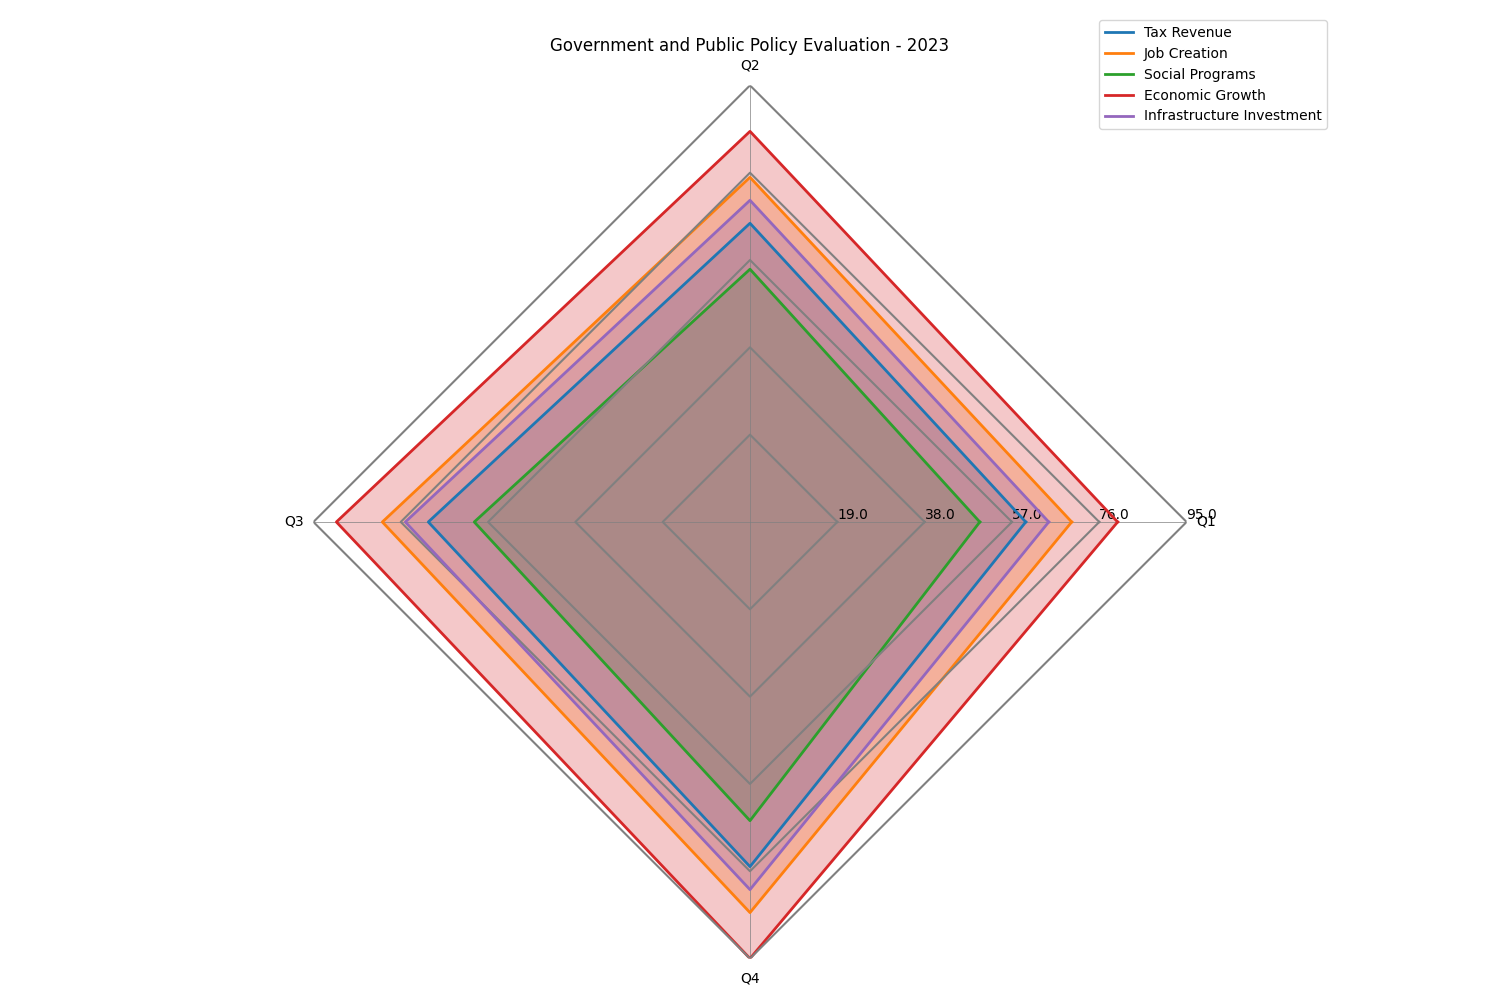 Government and Public Policy Evaluation - 2023
Tax Revenue
Job Creation
Social Programs
Economic Growth
Infrastructure Investment
Q2
Q3
19.0
38.0
57.0
76.0
95.0
Q1
Q4